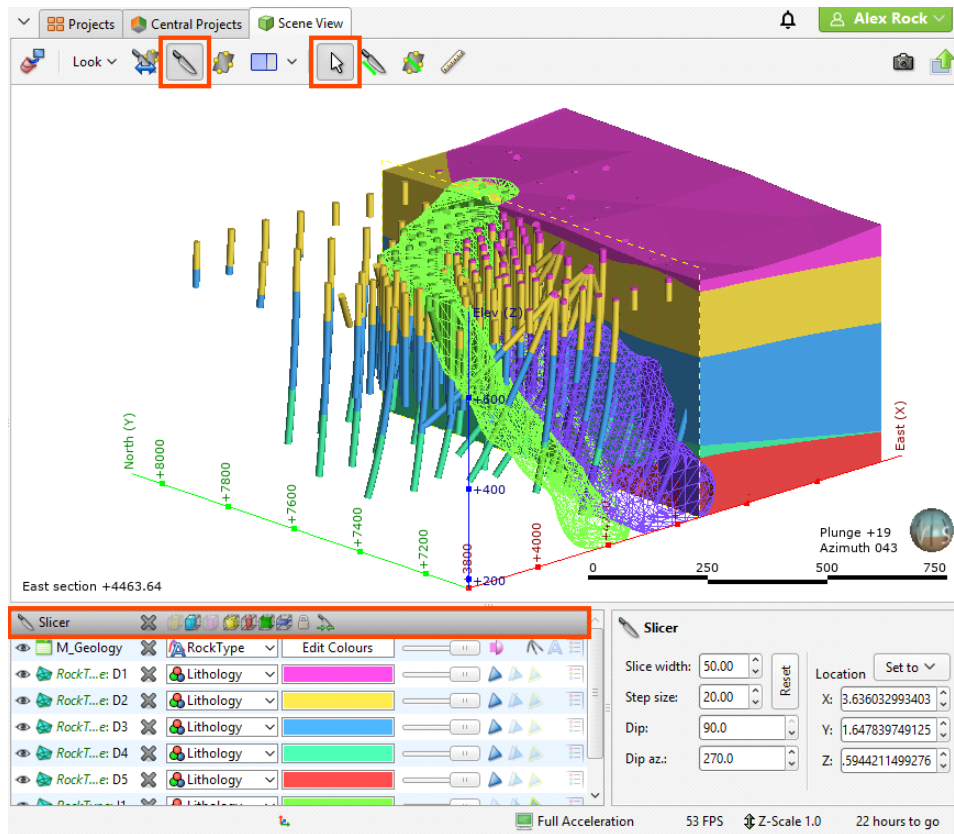 Projects Central Projects Scene View Alex Rock
Look
Elev (Z)
+600
+400
+200
North (Y)
+8000
+7800
+7600
+7400
+7200
3800
+4000
East (X)
Plunge +19
Azimuth 043
0 250 500 750
East section +4463.64
Slicer
M_Geology RockType Edit Colours
RockT...e: D1 Lithology
RockT...e: D2 Lithology
RockT...e: D3 Lithology
RockT...e: D4 Lithology
RockT...e: D5 Lithology
Slicer
Slice width: 50.00
Step size: 20.00
Reset
Dip: 90.0
Dip az.: 270.0
Location Set to
X: 3.636032993403
Y: 1.647839749125
Z: .5944211499276
Full Acceleration 53 FPS Z-Scale 1.0 22 hours to go